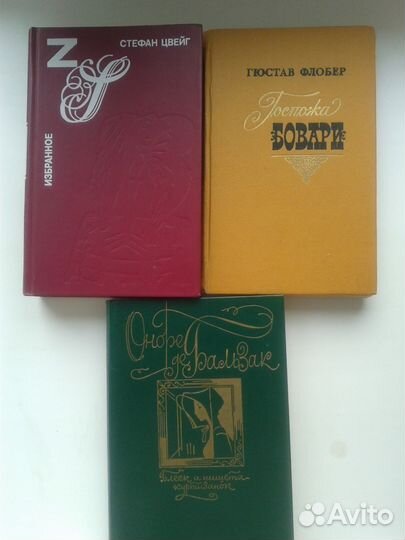 СТЕФАН ЦВЕЙГ
Z
ИЗБРАННОЕ
ГЮСТАВ ФЛОБЕР
Госпожа
БОВАРИ
Оноре
де Бальзак
Блеск и нищета
куртизанок
Avito